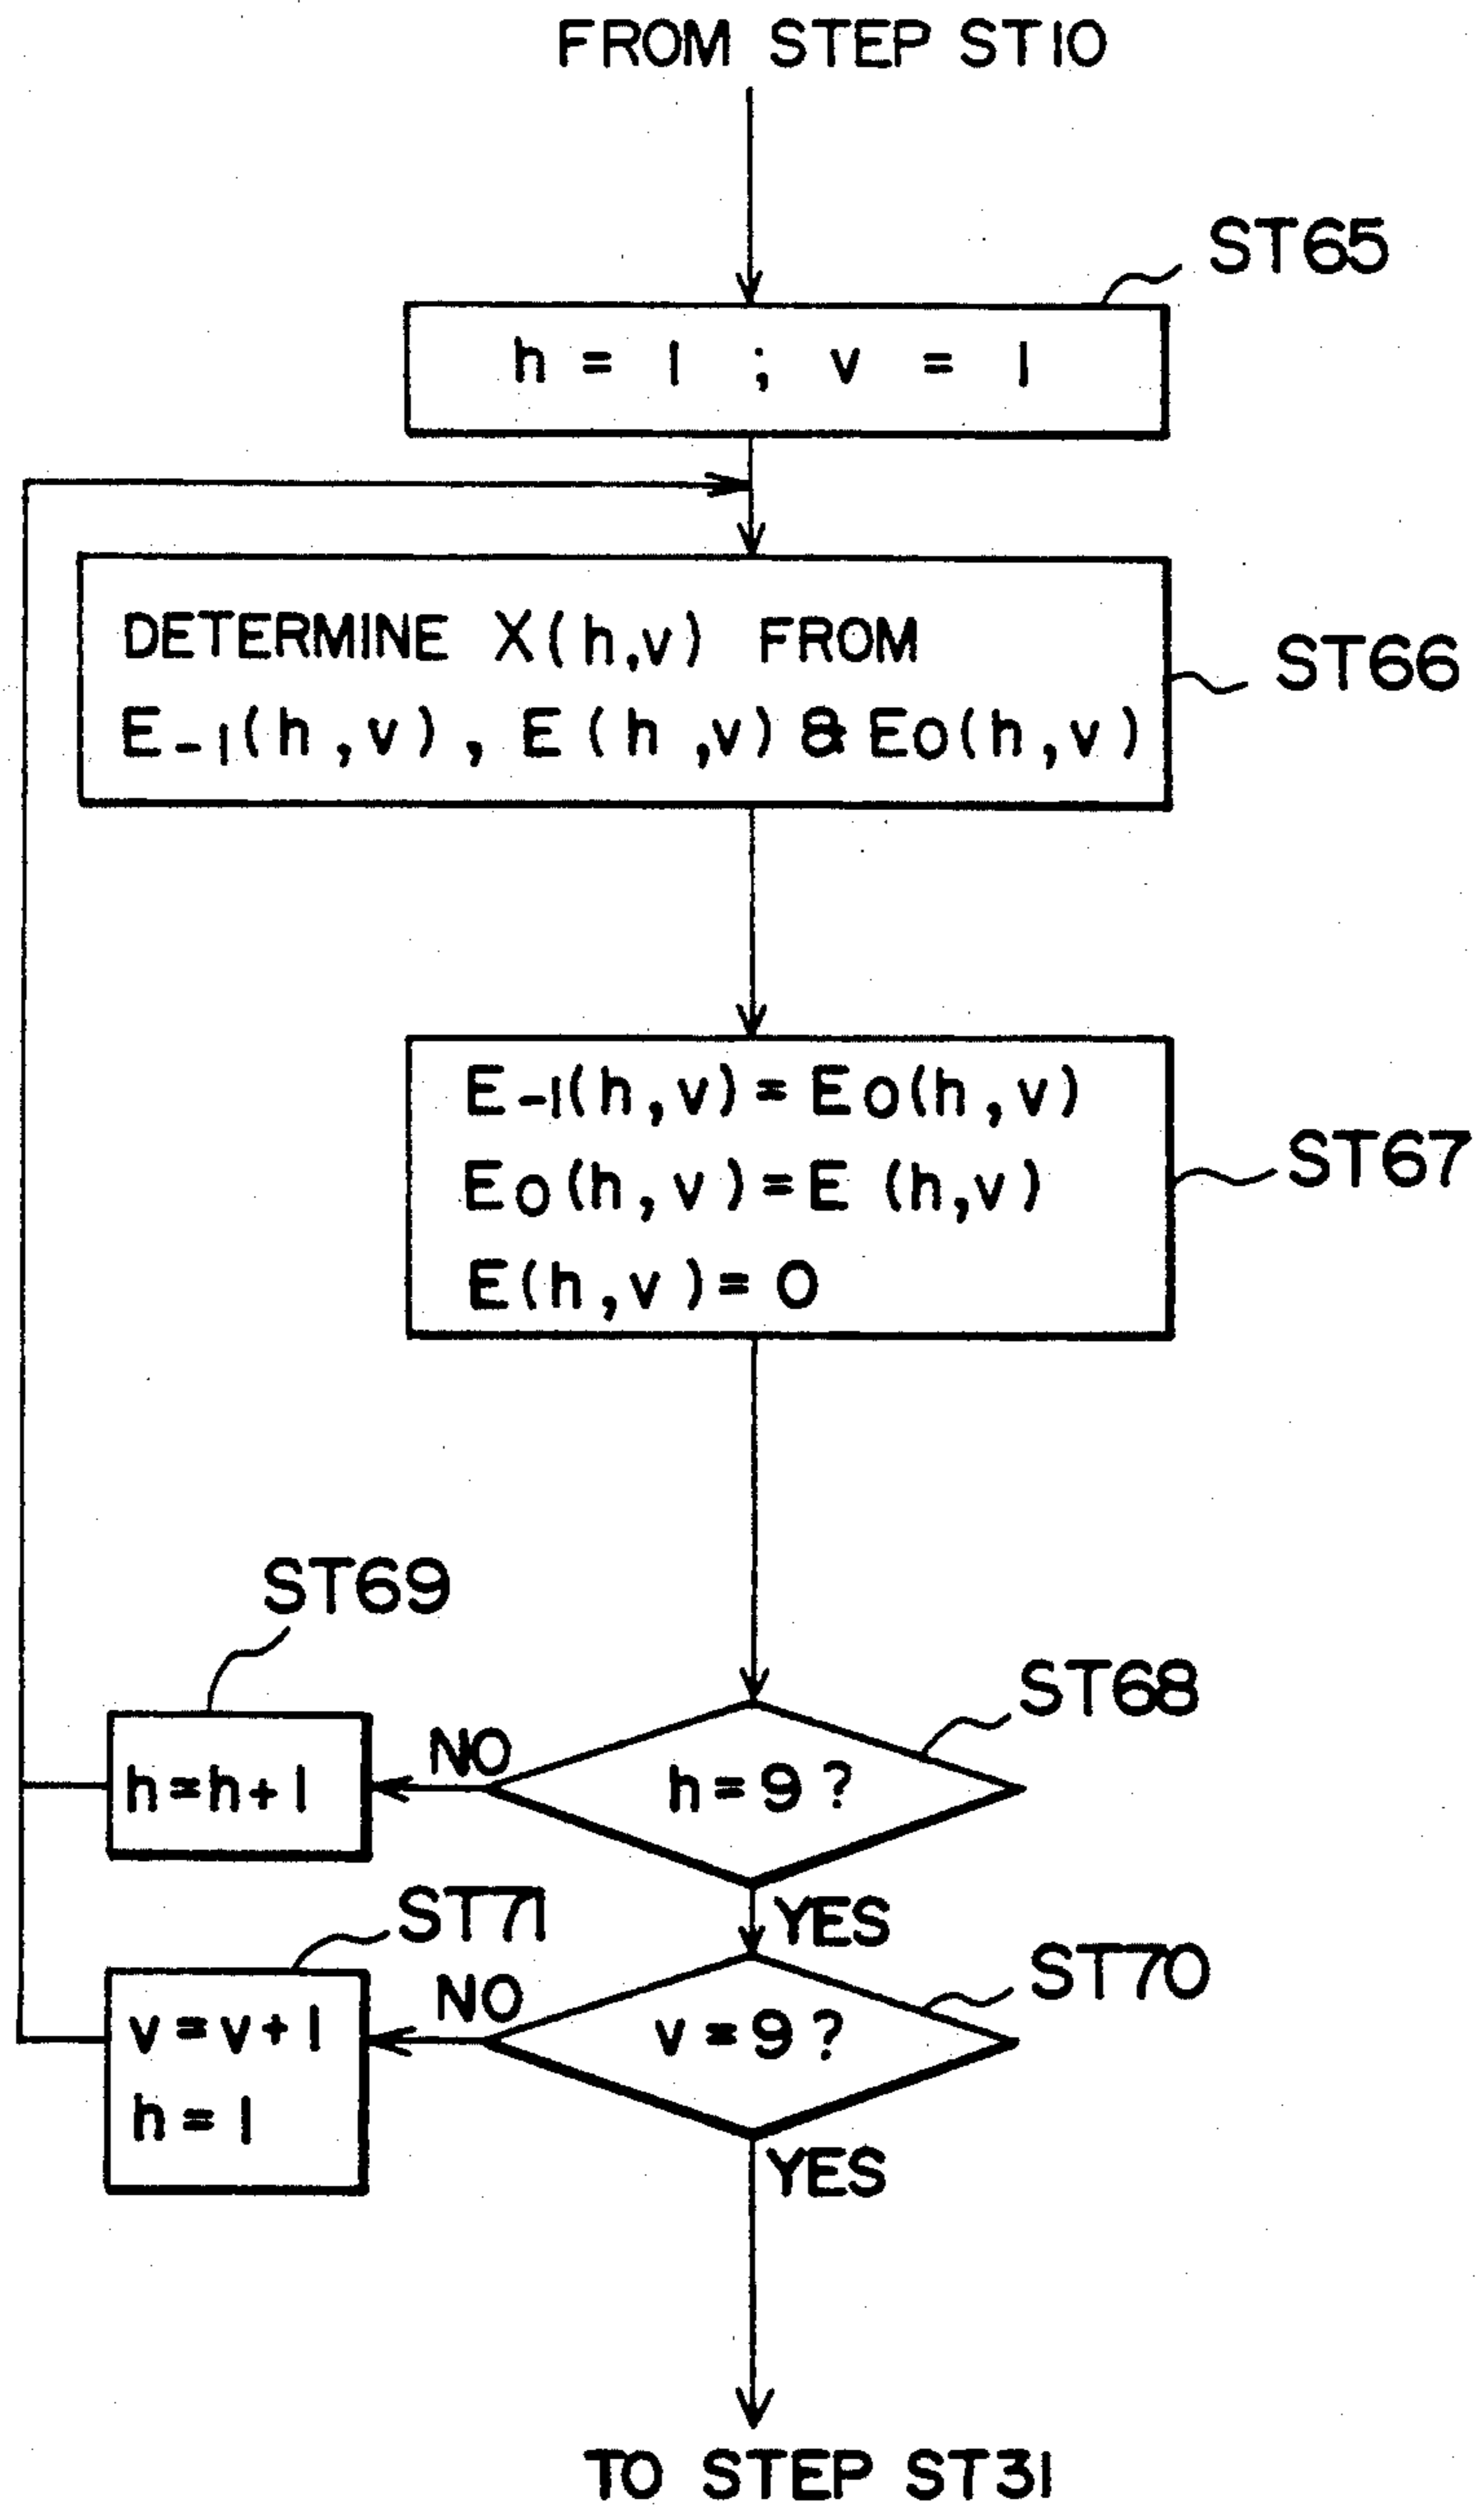 FROM STEP ST10
ST65
h = 1 ; v = 1
DETERMINE X(h,v) FROM
E-1(h,v), E(h,v) & E0(h,v)
ST66
E-1(h,v)=E0(h,v)
E0(h,v)=E(h,v)
E(h,v)=0
ST67
ST69
ST68
h=h+1
NO
h=9?
YES
ST71
ST70
v=v+1
h=1
NO
v=9?
YES
TO STEP ST31